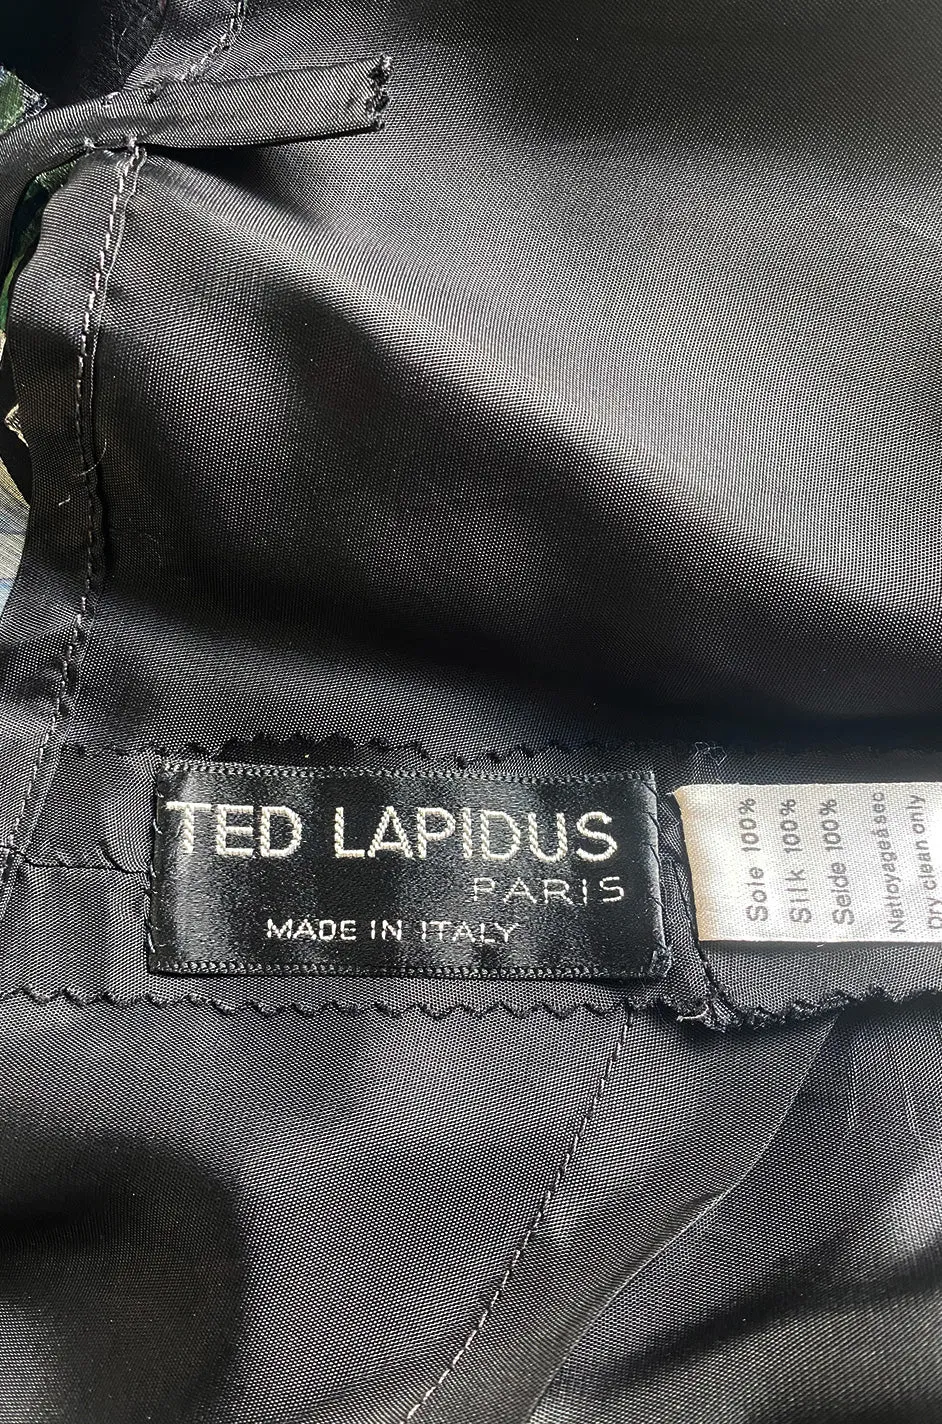 TED LAPIDUS
PARIS
MADE IN ITALY
Soie 100%
Silk 100%
Seide 100%
Nettoyage à sec
Dry clean only